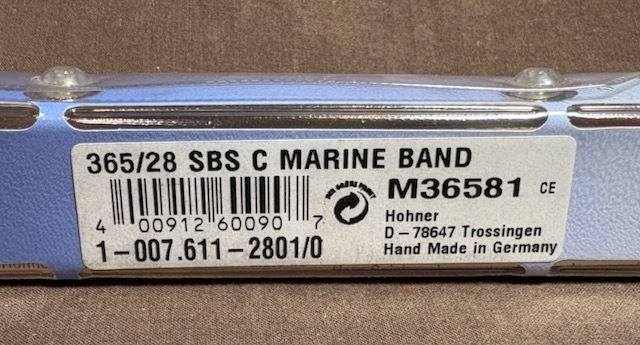 365/28 SBS C MARINE BAND
4 00912 60090 7
M36581 CE
Hohner
D-78647 Trossingen
1-007.611-2801/0
Hand Made in Germany